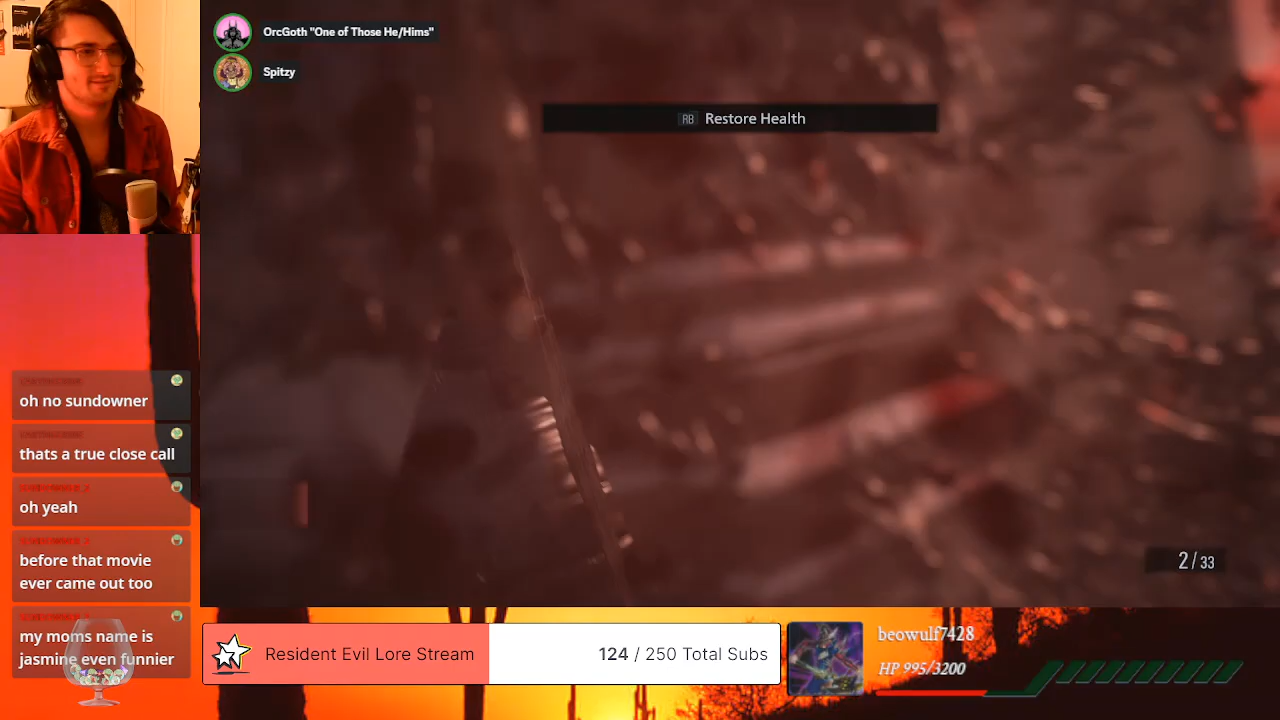 OrcGoth "One of Those He/Hims"
Spitzy
RB Restore Health
oh no sundowner
thats a true close call
oh yeah
before that movie
ever came out too
my moms name is
jasmine even funnier
2/33
Resident Evil Lore Stream 124 / 250 Total Subs
beowulf7428
HP 995/3200